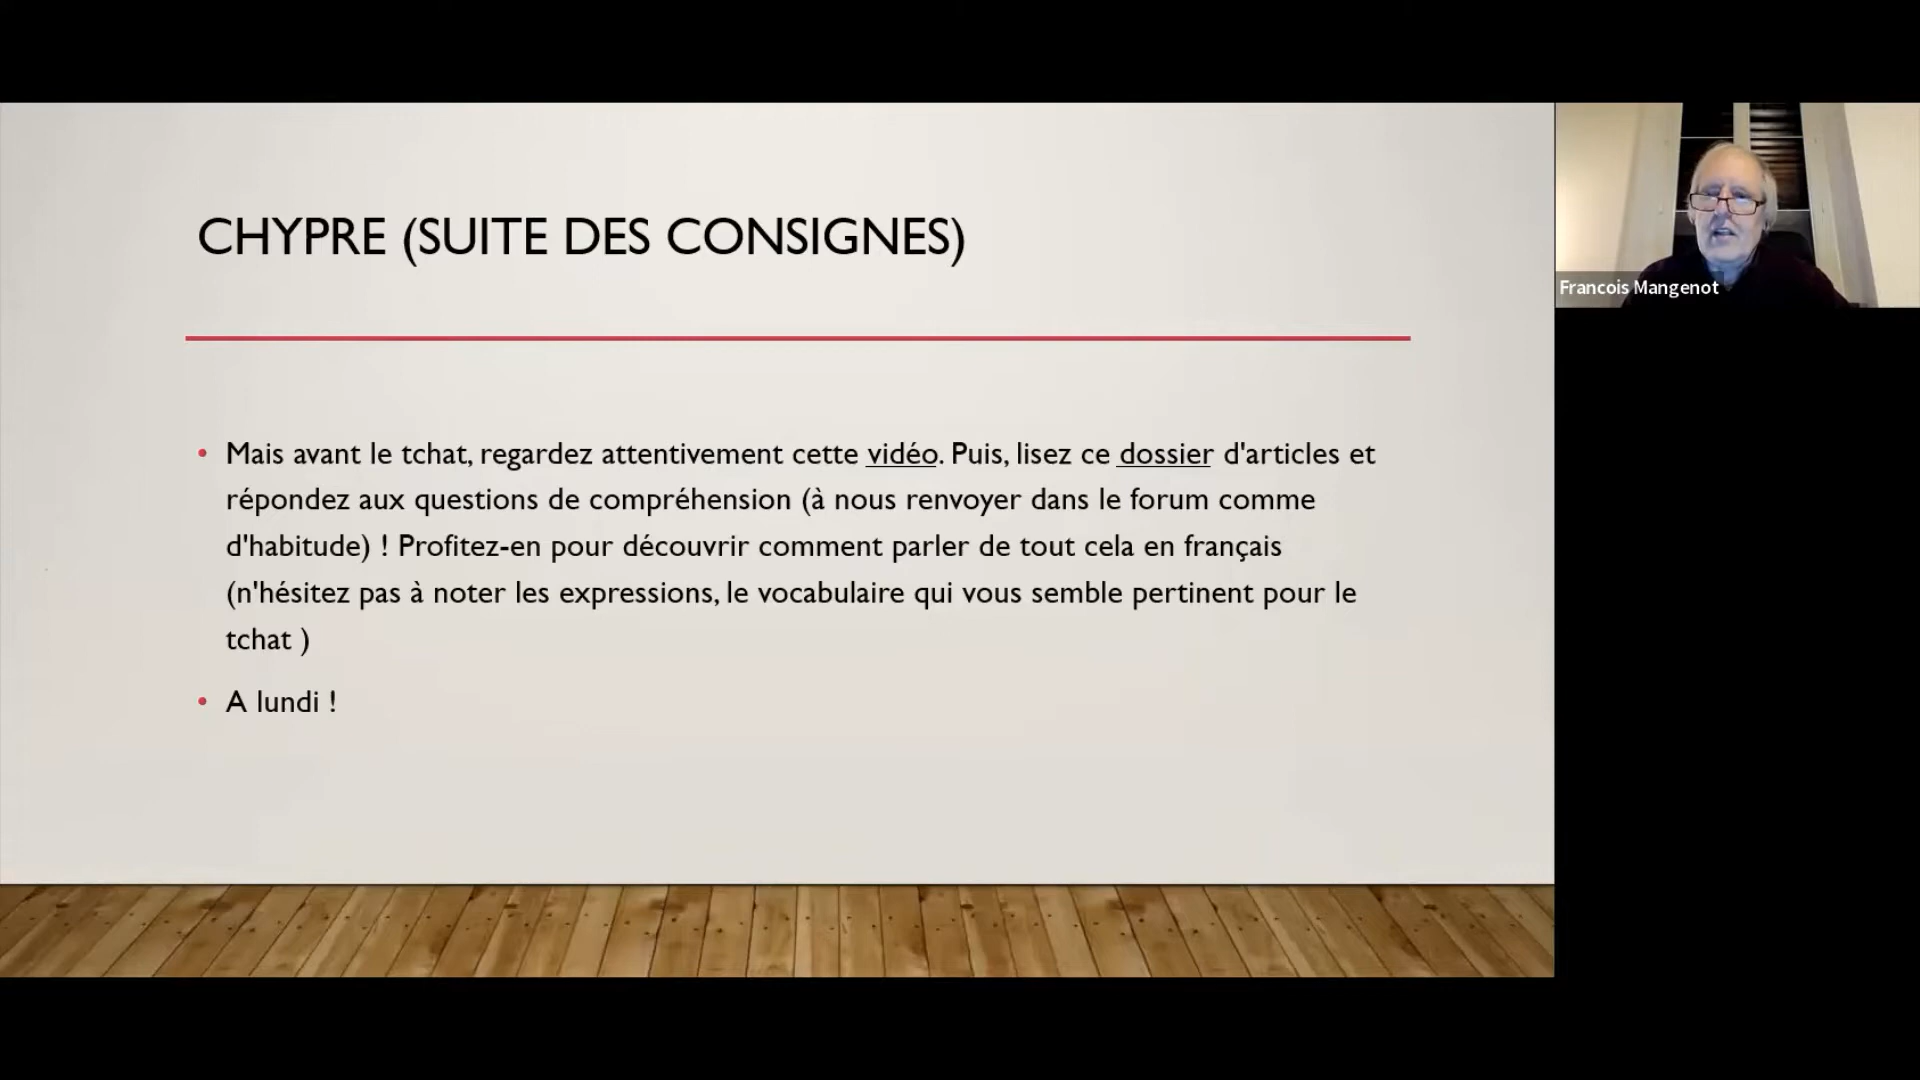 CHYPRE (SUITE DES CONSIGNES)
• Mais avant le tchat, regardez attentivement cette vidéo. Puis, lisez ce dossier d'articles et
répondez aux questions de compréhension (à nous renvoyer dans le forum comme
d'habitude) ! Profitez-en pour découvrir comment parler de tout cela en français
(n'hésitez pas à noter les expressions, le vocabulaire qui vous semble pertinent pour le
tchat )
• A lundi !
Francois Mangenot